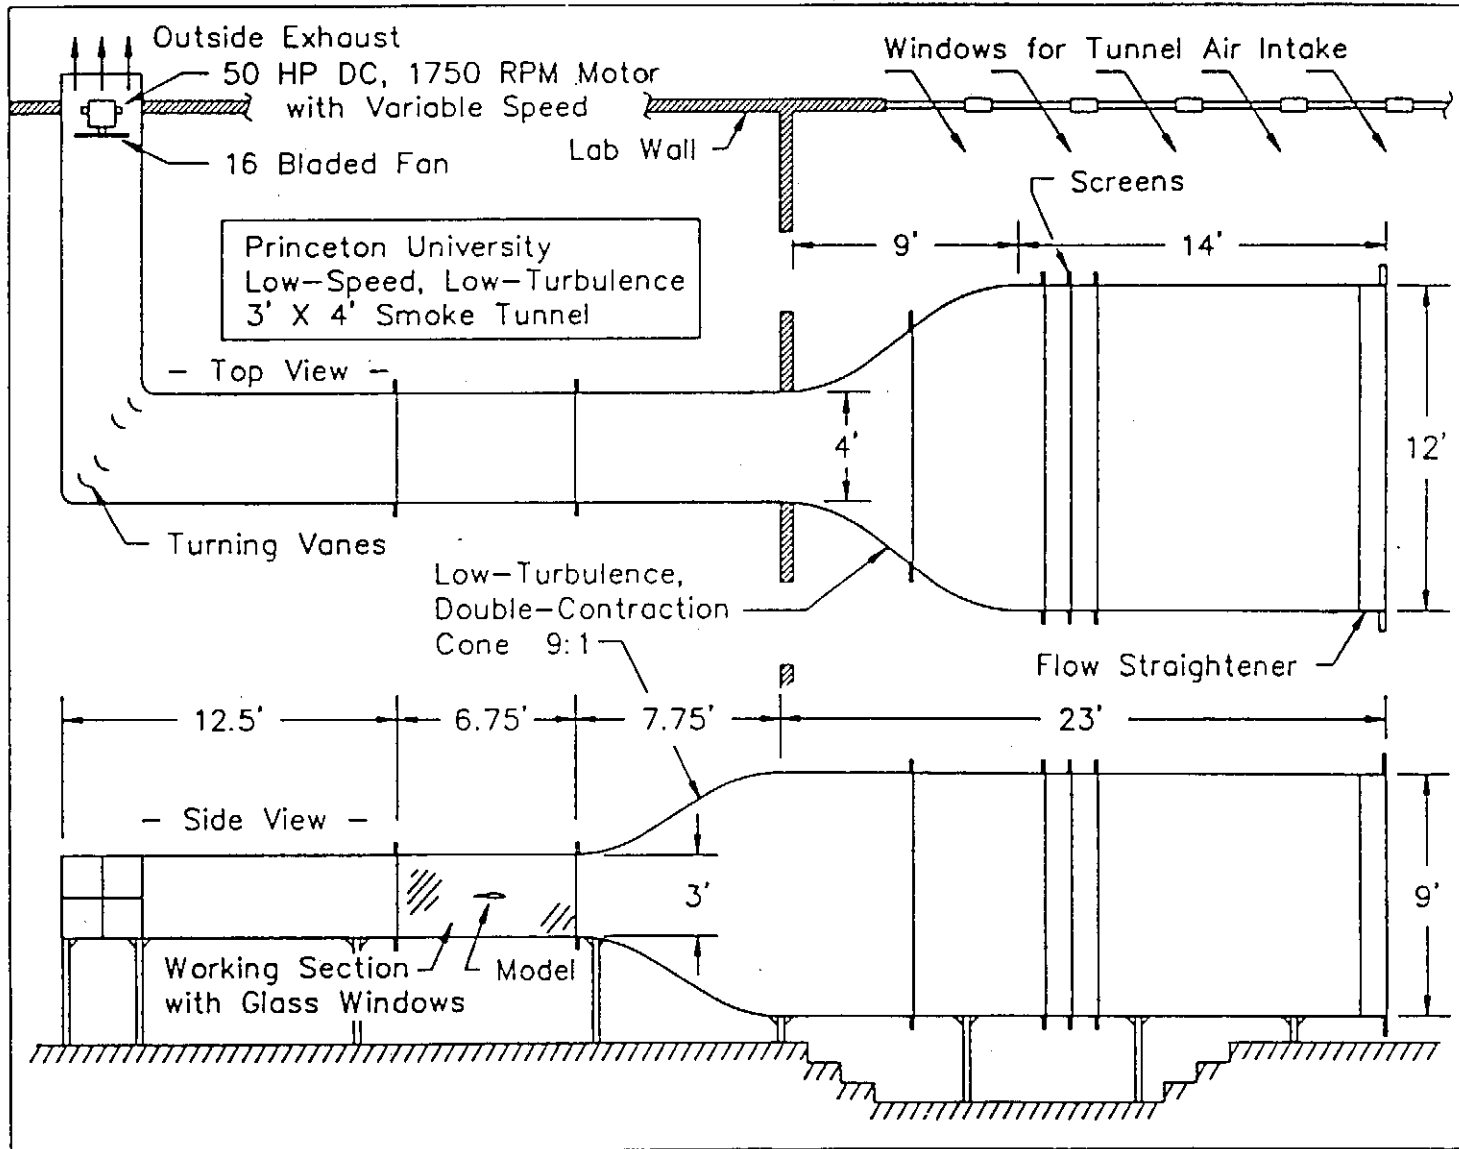 Outside Exhaust
50 HP DC, 1750 RPM Motor
with Variable Speed
16 Bladed Fan
Windows for Tunnel Air Intake
Lab Wall
Screens
Princeton University
Low-Speed, Low-Turbulence
3' X 4' Smoke Tunnel
9'
14'
- Top View -
4'
12'
Turning Vanes
Low-Turbulence,
Double-Contraction
Cone 9:1
Flow Straightener
12.5'
6.75'
7.75'
23'
- Side View -
3'
9'
Working Section
with Glass Windows
Model